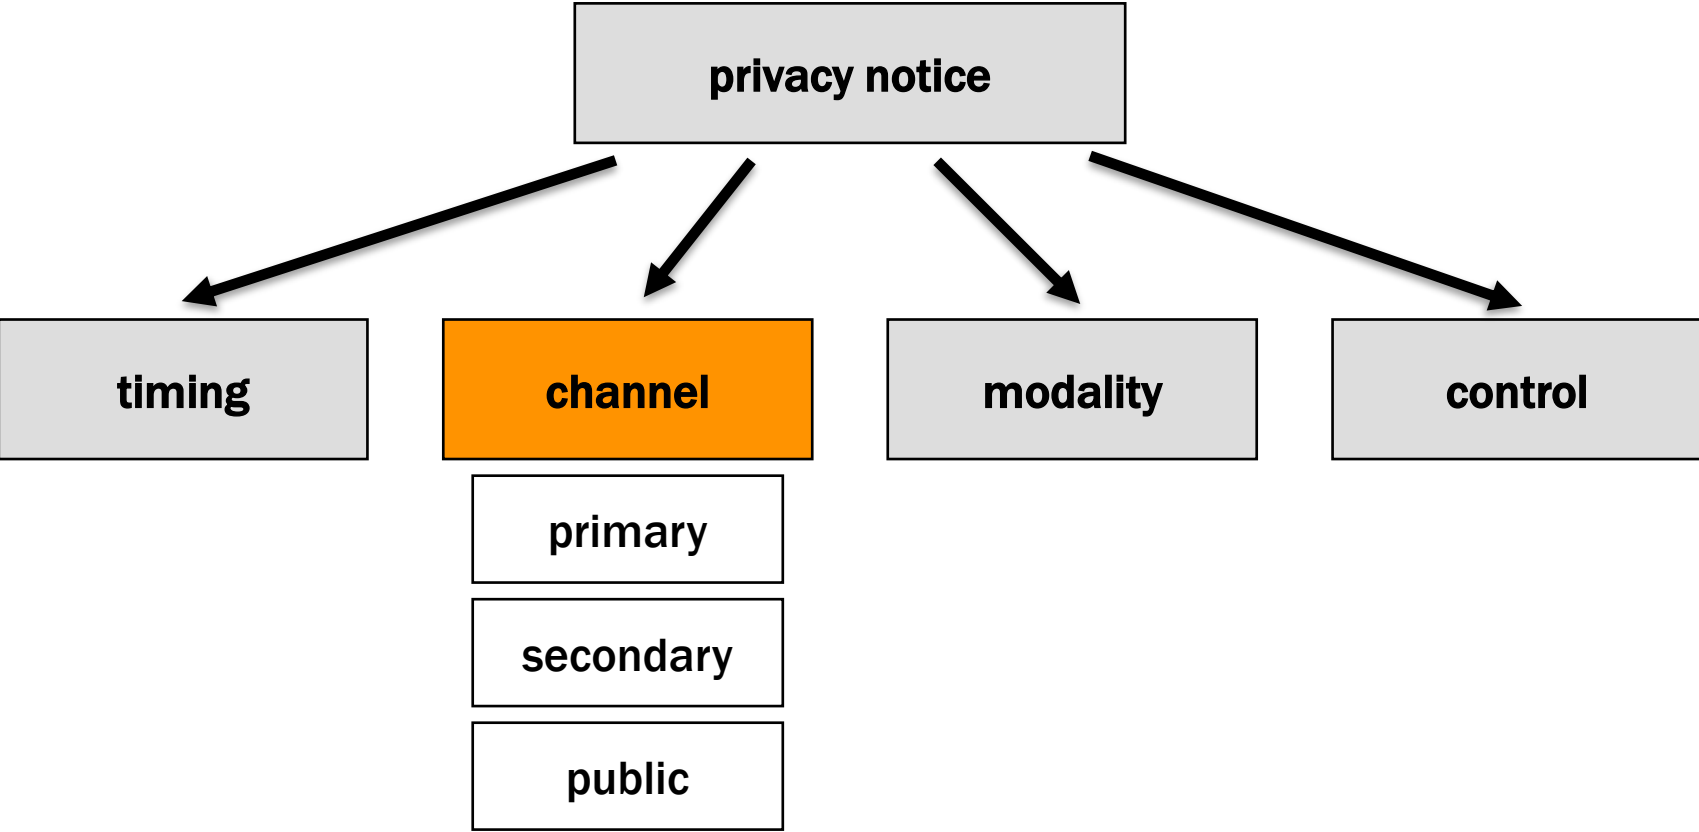 privacy notice
timing
channel
modality
control
primary
secondary
public